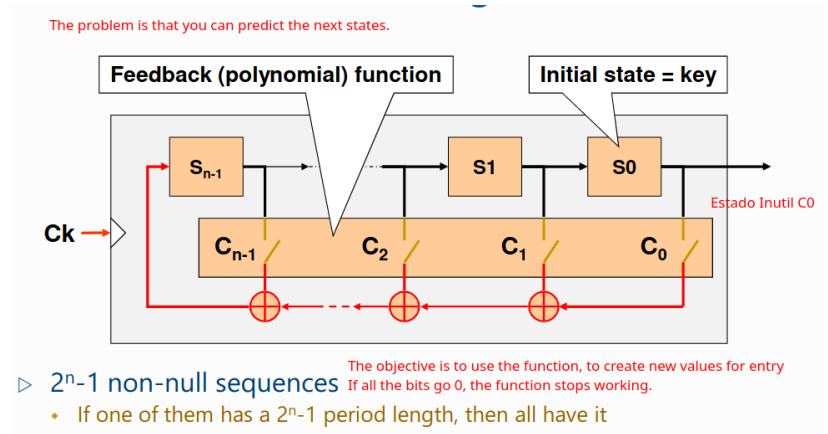 The problem is that you can predict the next states.
Feedback (polynomial) function
Initial state = key
Sn-1
S1
S0
Estado Inutil C0
Ck
Cn-1
C2
C1
C0
The objective is to use the function, to create new values for entry
2ⁿ-1 non-null sequences
If all the bits go 0, the function stops working.
If one of them has a 2ⁿ-1 period length, then all have it